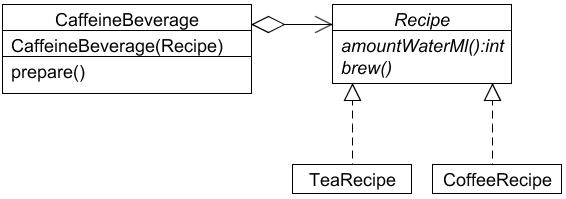 CaffeineBeverage
CaffeineBeverage(Recipe)
prepare()
Recipe
amountWaterMl():int
brew()
TeaRecipe
CoffeeRecipe